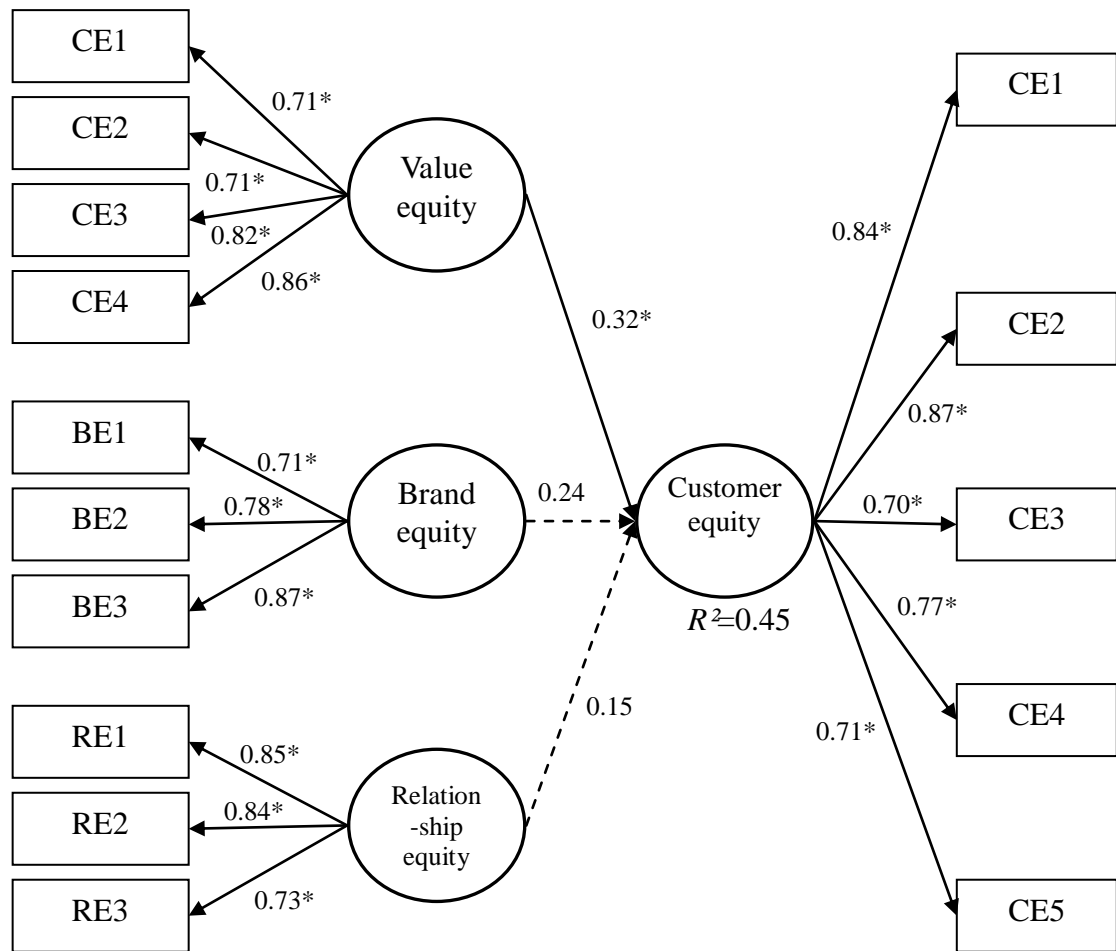 CE1
CE2
CE3
CE4
0.71*
0.71*
0.82*
0.86*
Value
equity
0.32*
BE1
BE2
BE3
0.71*
0.78*
0.87*
Brand
equity
0.24
RE1
RE2
RE3
0.85*
0.84*
0.73*
Relation
-ship
equity
0.15
Customer
equity
R²=0.45
0.84*
0.87*
0.70*
0.77*
0.71*
CE1
CE2
CE3
CE4
CE5